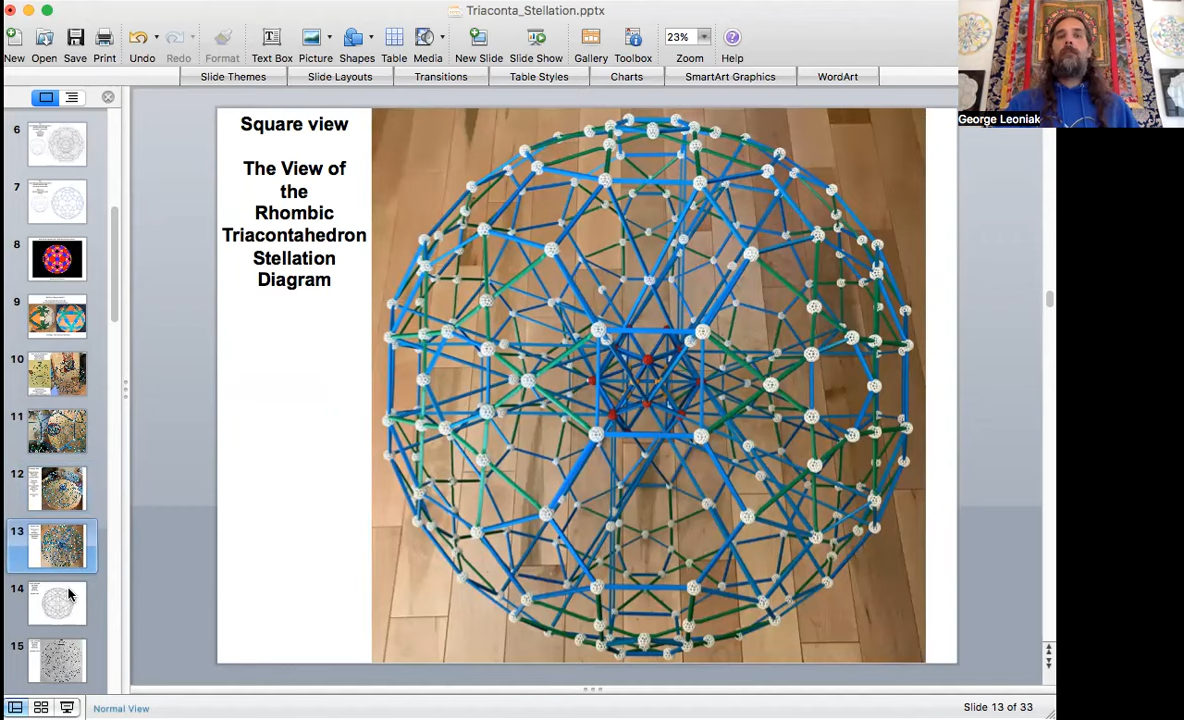 Triaconta_Stellation.pptx
New Open Save Print Undo Redo Format Text Box Picture Shapes Table Media New Slide Slide Show Gallery Toolbox Zoom Help
23%
Slide Themes Slide Layouts Transitions Table Styles Charts SmartArt Graphics WordArt
George Leoniak
Square view
The View of
the
Rhombic
Triacontahedron
Stellation
Diagram
6
7
8
9
10
11
12
13
14
15
Normal View
Slide 13 of 33